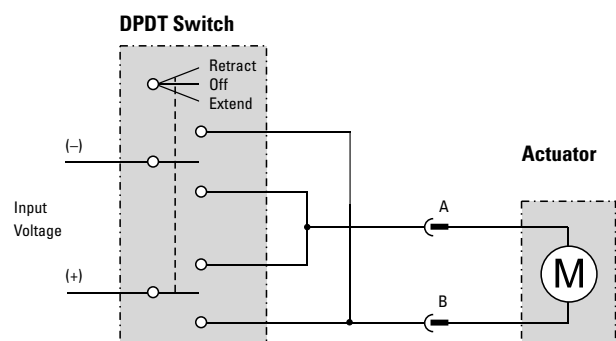 DPDT Switch
Retract
Off
Extend
(–)
Input
Voltage
(+)
A
B
Actuator
M